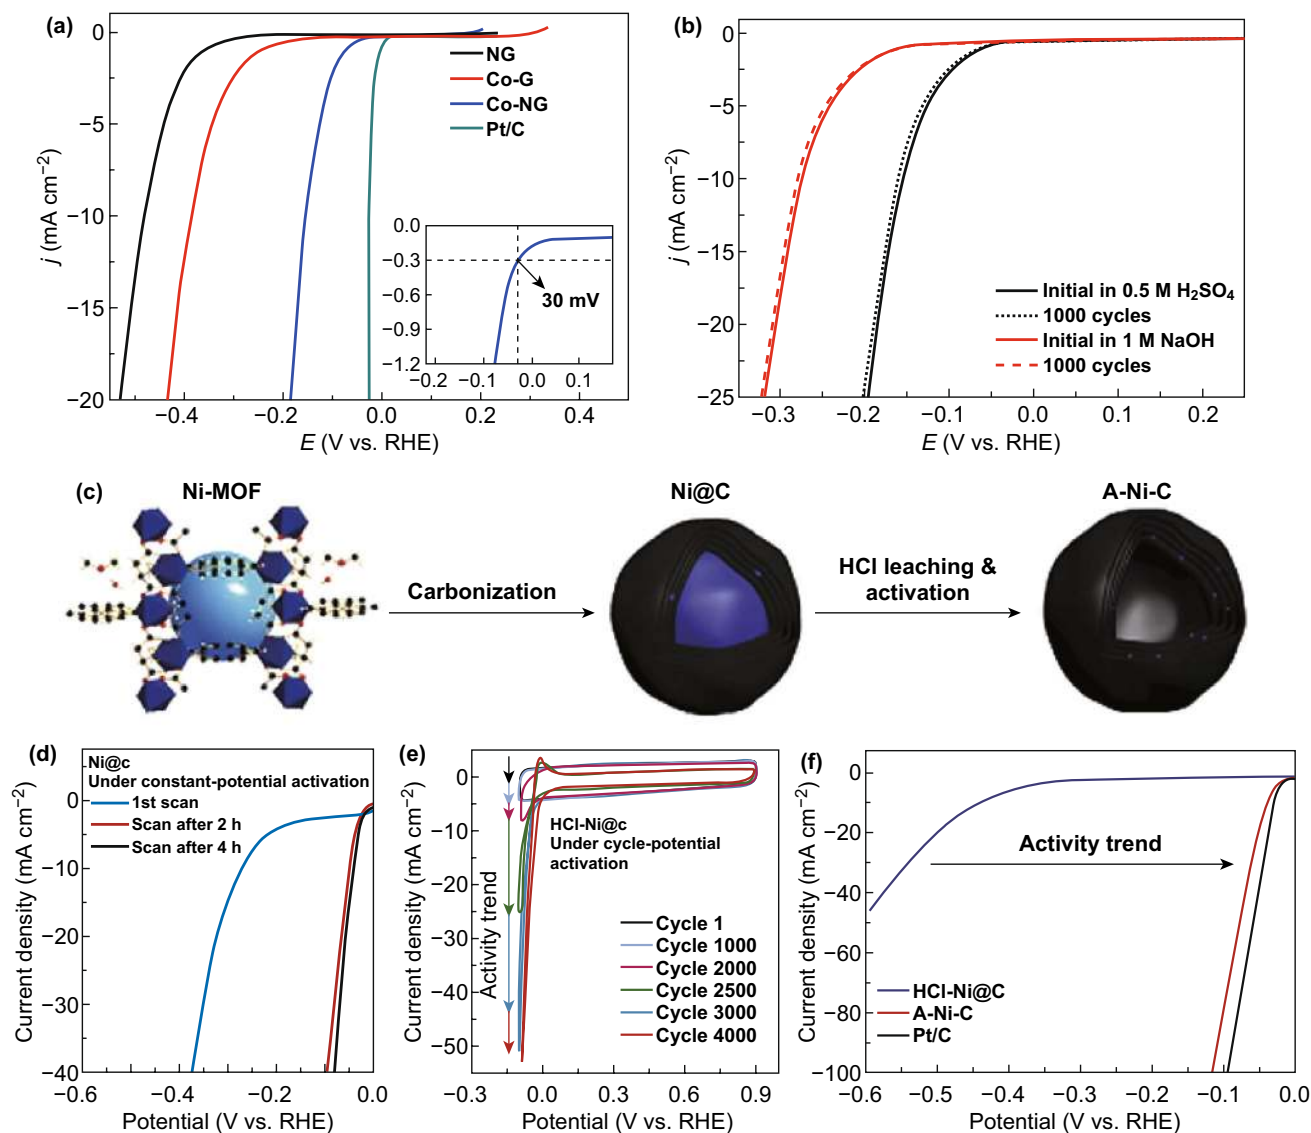 (a)
0
−5
−10
−15
−20
j (mA cm−2)
−0.4
−0.2
0.0
0.2
0.4
E (V vs. RHE)
NG
Co-G
Co-NG
Pt/C
0.0
−0.3
−0.6
−0.9
−1.2
−0.2
−0.1
0.0
0.1
30 mV
(b)
0
−5
−10
−15
−20
−25
j (mA cm−2)
−0.3
−0.2
−0.1
0.0
0.1
0.2
E (V vs. RHE)
Initial in 0.5 M H2SO4
1000 cycles
Initial in 1 M NaOH
1000 cycles
(c)
Ni-MOF
Carbonization
Ni@C
HCl leaching &
activation
A-Ni-C
(d)
Ni@c
Under constant-potential activation
1st scan
Scan after 2 h
Scan after 4 h
0
−10
−20
−30
−40
Current density (mA cm−2)
−0.6
−0.4
−0.2
0.0
Potential (V vs. RHE)
(e)
0
−10
−20
−30
−40
−50
Current density (mA cm−2)
Activity trend
HCl-Ni@c
Under cycle-potential
activation
Cycle 1
Cycle 1000
Cycle 2000
Cycle 2500
Cycle 3000
Cycle 4000
−0.3
0.0
0.3
0.6
0.9
Potential (V vs. RHE)
(f)
0
−20
−40
−60
−80
−100
Current density (mA cm−2)
Activity trend
HCl-Ni@C
A-Ni-C
Pt/C
−0.6
−0.5
−0.4
−0.3
−0.2
−0.1
0.0
Potential (V vs. RHE)